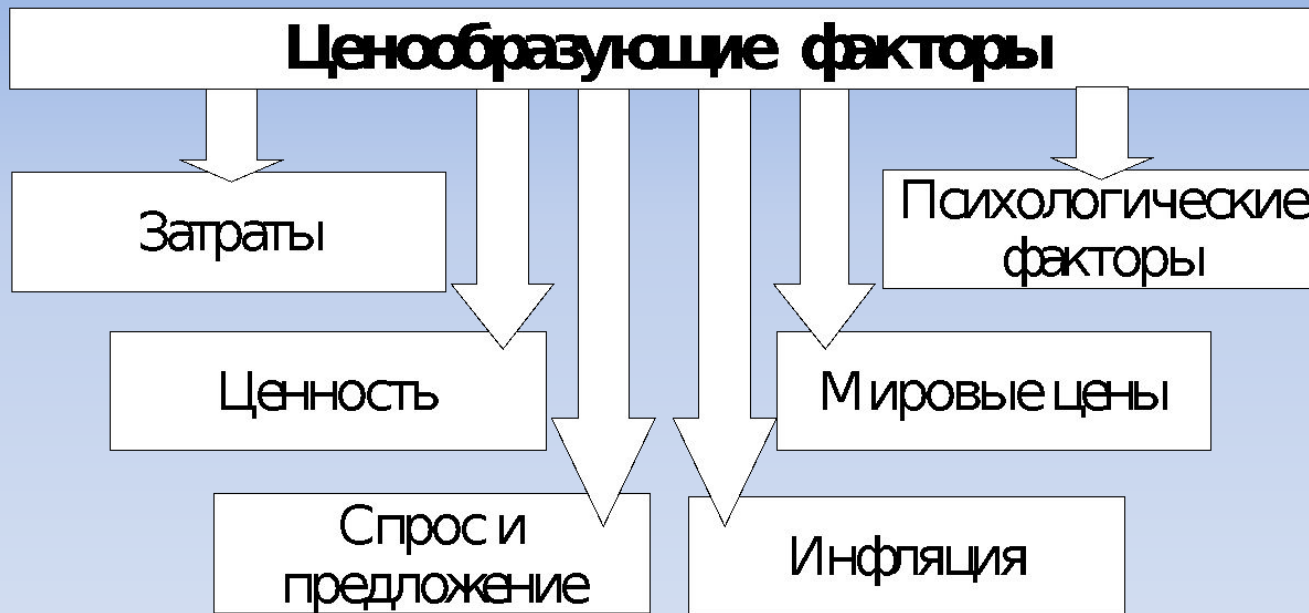 Ценообразующие факторы
Затраты
Психологические
факторы
Ценность
Мировые цены
Спрос и
предложение
Инфляция